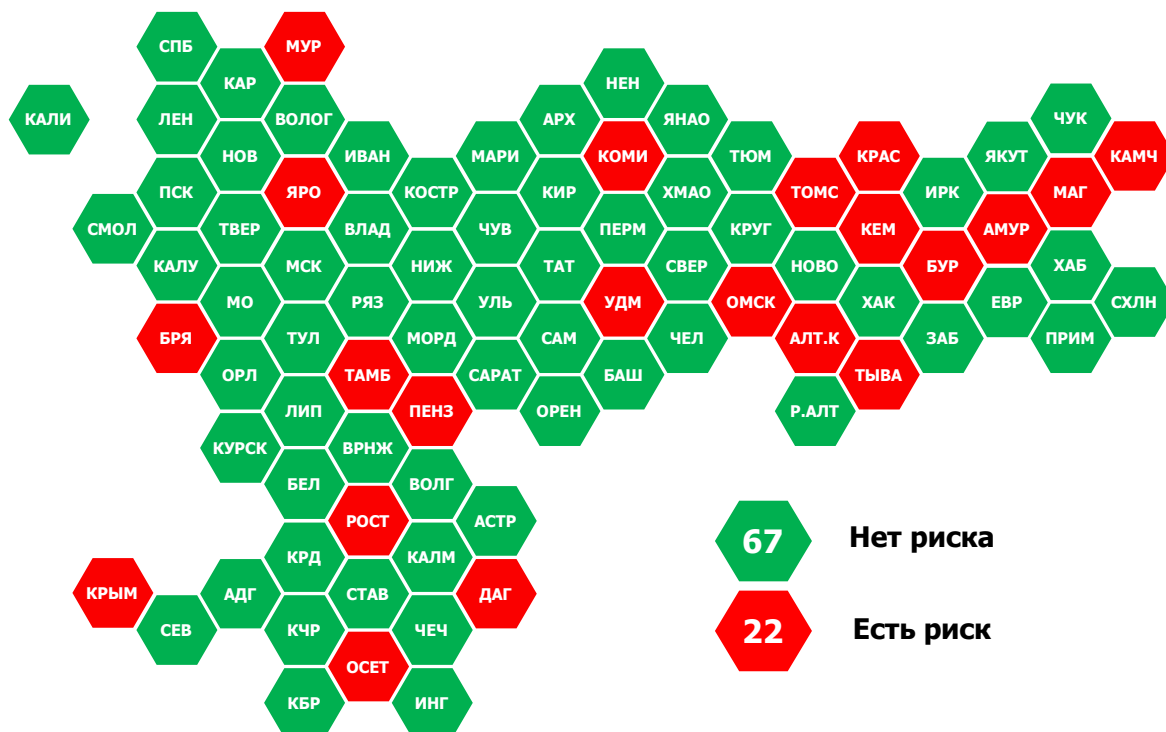 СПБ МУР
КАР НЕН
КАЛИ ЛЕН ВОЛОГ АРХ ЯНАО ЧУК
НОВ ИВАН МАРИ КОМИ ТЮМ КРАС ЯКУТ КАМЧ
ПСК ЯРО КОСТР КИР ХМАО ТОМС ИРК МАГ
СМОЛ ТВЕР ВЛАД ЧУВ ПЕРМ КРУГ КЕМ АМУР
КАЛУ МСК НИЖ ТАТ СВЕР НОВО БУР ХАБ
МО РЯЗ УЛЬ УДМ ОМСК ХАК ЕВР СХЛН
БРЯ ТУЛ МОРД САМ ЧЕЛ АЛТ.К ЗАБ ПРИМ
ОРЛ ТАМБ САРАТ БАШ ТЫВА
ЛИП ПЕНЗ ОРЕН Р.АЛТ
КУРСК ВРНЖ
БЕЛ ВОЛГ
РОСТ АСТР
КРД КАЛМ
КРЫМ АДГ СТАВ ДАГ
СЕВ КЧР ЧЕЧ
ОСЕТ
КБР ИНГ
67 Нет риска
22 Есть риск